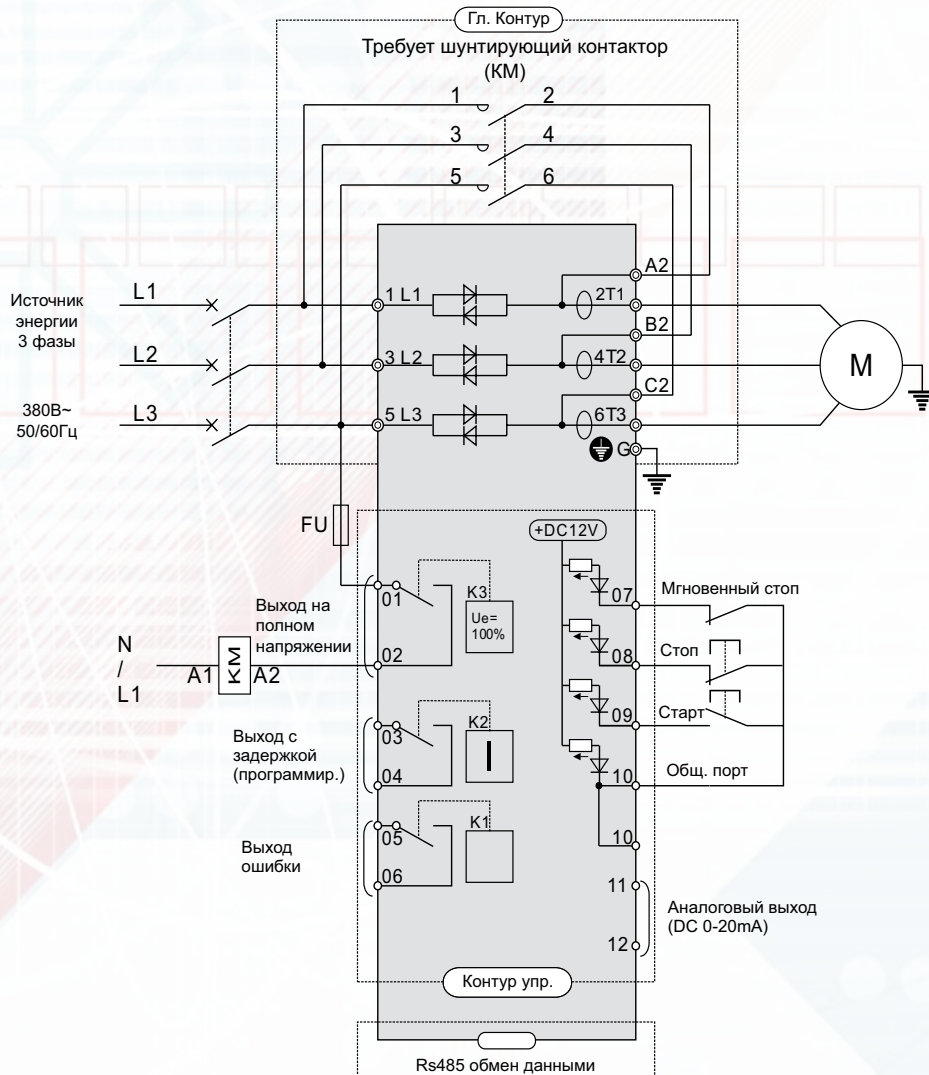 Гл. Контур
Требует шунтирующий контактор
(КМ)
1 2
3 4
5 6
A2
Источник
энергии
3 фазы
L1
1 L1
2T1
B2
L2
3 L2
4T2
M
C2
380В~
50/60Гц
L3
5 L3
6T3
G
FU
+DC12V
01
K3
Ue=
100%
07
Мгновенный стоп
Выход на
полном
напряжении
N
/
L1
A1
KM
A2
02
08
Стоп
09
Старт
03
K2
Выход с
задержкой
(программир.)
04
10
Общ. порт
05
K1
10
Выход
ошибки
06
11
Аналоговый выход
(DC 0-20mA)
12
Контур упр.
Rs485 обмен данными